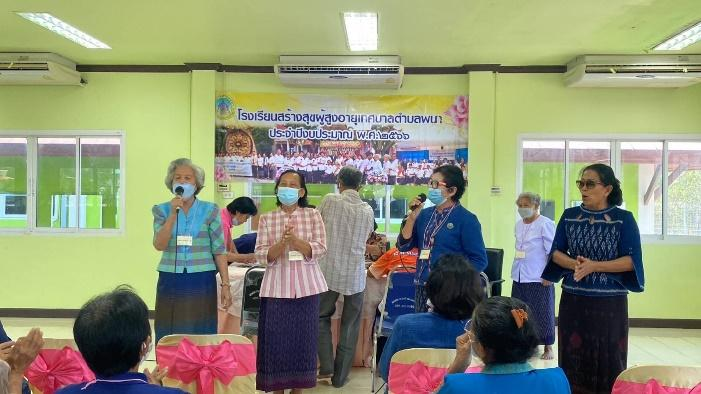 โรงเรียนสร้างสุขผู้สูงอายุเทศบาลตำบลพนา
ประจำปีงบประมาณ พ.ศ.๒๕๖๖